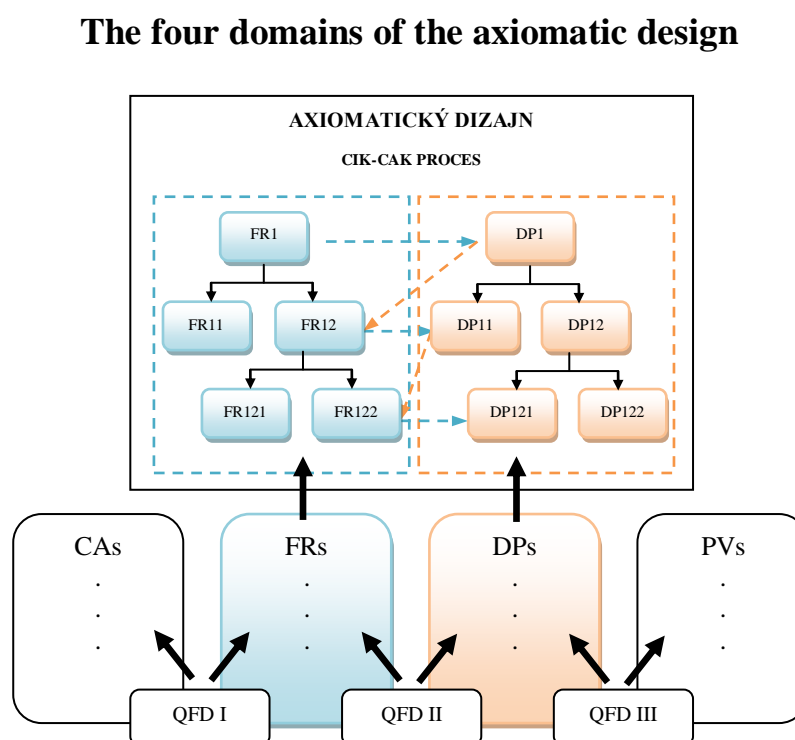 The four domains of the axiomatic design
AXIOMATICKÝ DIZAJN
CIK-CAK PROCES
FR1
DP1
FR11
FR12
DP11
DP12
FR121
FR122
DP121
DP122
CAs
FRs
DPs
PVs
QFD I
QFD II
QFD III